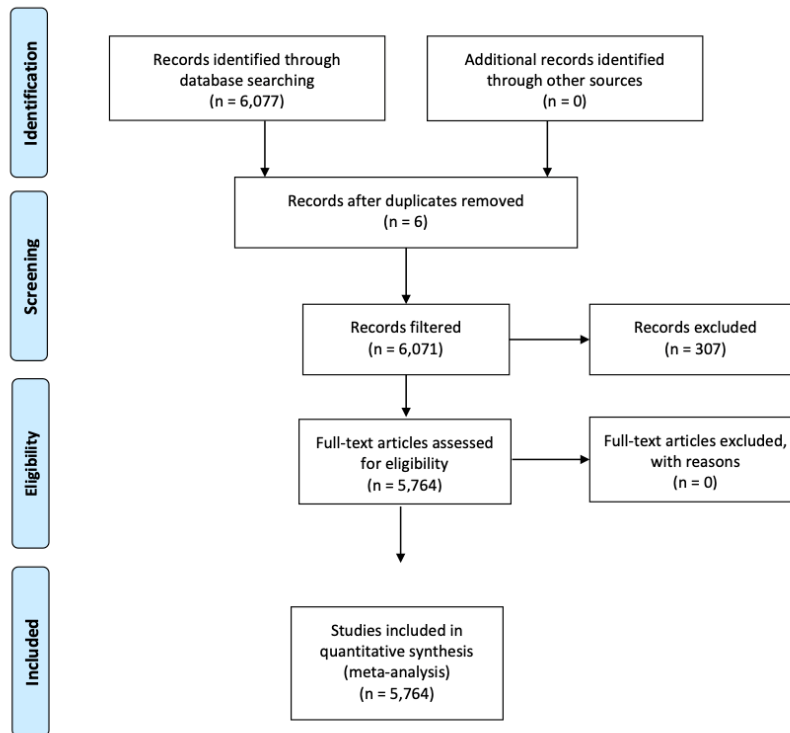 Identification
Records identified through
database searching
(n = 6,077)
Additional records identified
through other sources
(n = 0)
Screening
Records after duplicates removed
(n = 6)
Records filtered
(n = 6,071)
Records excluded
(n = 307)
Eligibility
Full-text articles assessed
for eligibility
(n = 5,764)
Full-text articles excluded,
with reasons
(n = 0)
Included
Studies included in
quantitative synthesis
(meta-analysis)
(n = 5,764)